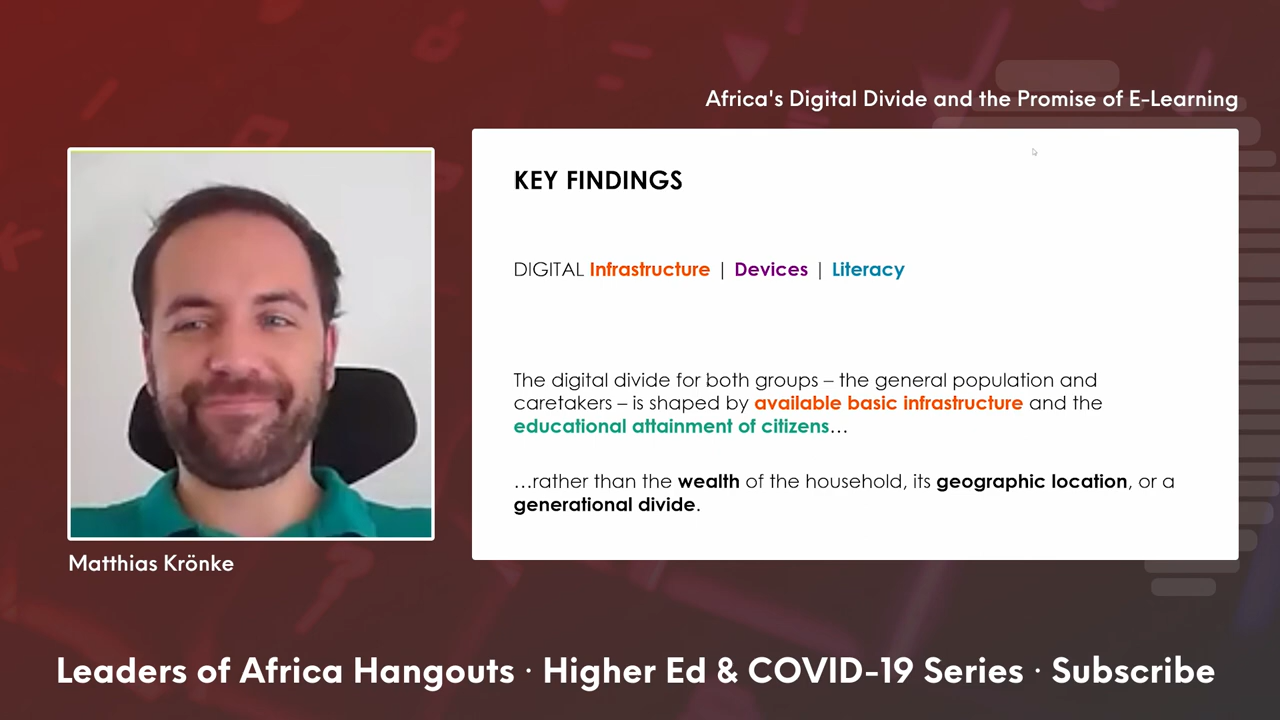 Africa's Digital Divide and the Promise of E-Learning
KEY FINDINGS
DIGITAL Infrastructure | Devices | Literacy
The digital divide for both groups – the general population and
caretakers – is shaped by available basic infrastructure and the
educational attainment of citizens…
…rather than the wealth of the household, its geographic location, or a
generational divide.
Matthias Krönke
Leaders of Africa Hangouts · Higher Ed & COVID-19 Series · Subscribe